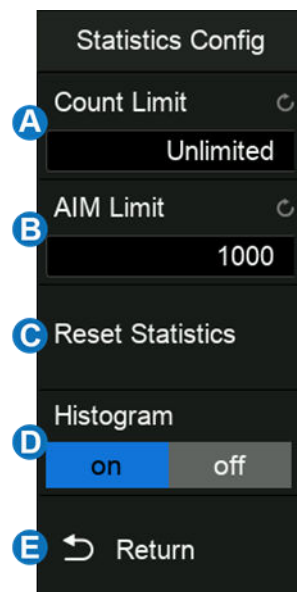 Statistics Config
A
Count Limit
Unlimited
B
AIM Limit
1000
C
Reset Statistics
D
Histogram
on off
E
Return